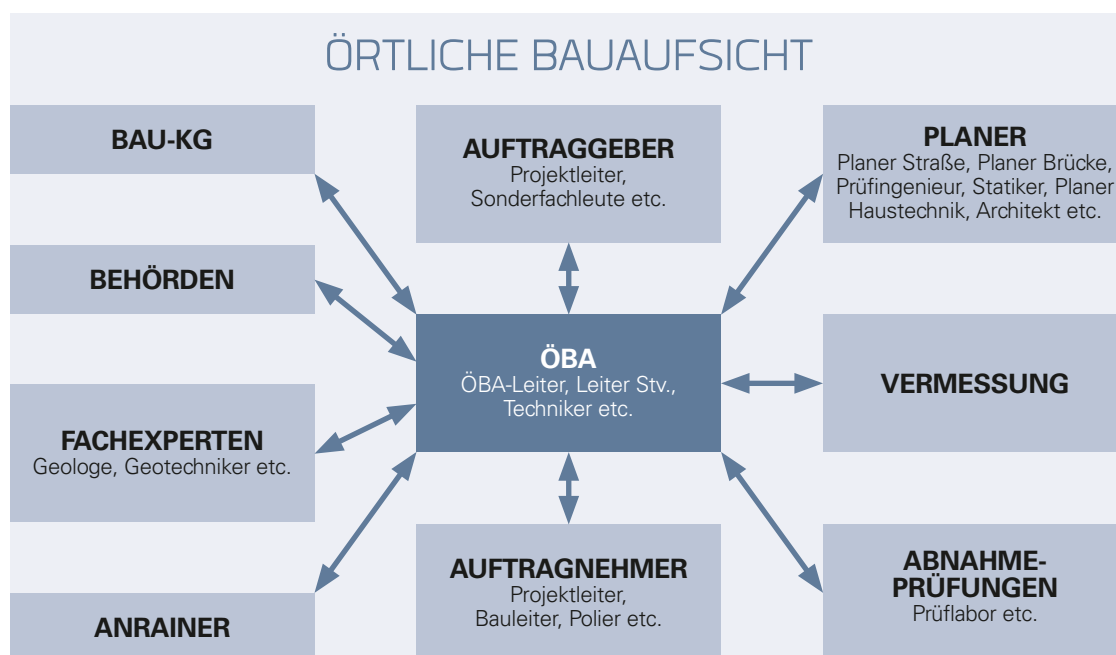 ÖRTLICHE BAUAUFSICHT
BAU-KG
AUFTRAGGEBER
Projektleiter,
Sonderfachleute etc.
PLANER
Planer Straße, Planer Brücke,
Prüfingenieur, Statiker, Planer
Haustechnik, Architekt etc.
BEHÖRDEN
ÖBA
ÖBA-Leiter, Leiter Stv.,
Techniker etc.
VERMESSUNG
FACHEXPERTEN
Geologe, Geotechniker etc.
ANRAINER
AUFTRAGNEHMER
Projektleiter,
Bauleiter, Polier etc.
ABNAHME-
PRÜFUNGEN
Prüflabor etc.